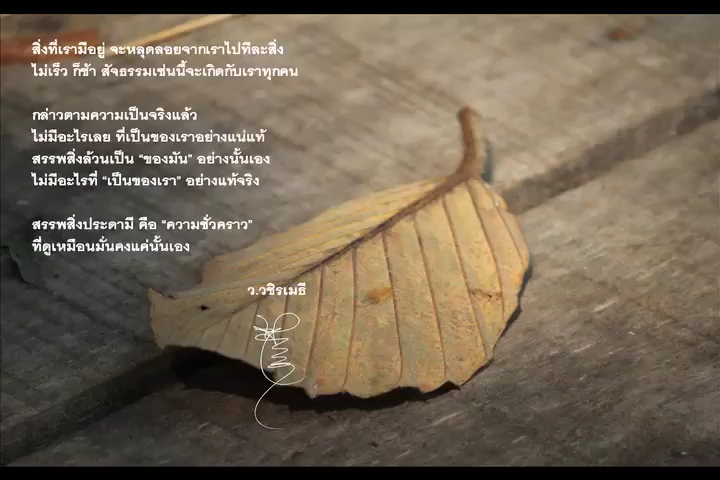 สิ่งที่เรามีอยู่ จะหลุดลอยจากเราไปทีละสิ่ง
ไม่เร็ว ก็ช้า สัจธรรมเช่นนี้จะเกิดกับเราทุกคน
กล่าวตามความเป็นจริงแล้ว
ไม่มีอะไรเลย ที่เป็นของเราอย่างแน่แท้
สรรพสิ่งล้วนเป็น “ของมัน” อย่างนั้นเอง
ไม่มีอะไรที่ “เป็นของเรา” อย่างแท้จริง
สรรพสิ่งประดามี คือ “ความชั่วคราว”
ที่ดูเหมือนมั่นคงแค่นั้นเอง
ว.วชิรเมธี